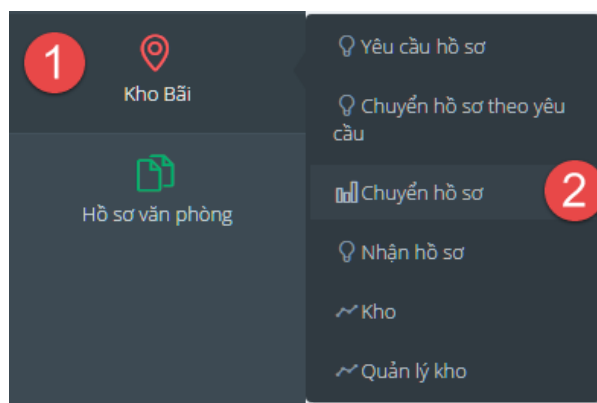 1
Kho Bãi
Hồ sơ văn phòng
Yêu cầu hồ sơ
Chuyển hồ sơ theo yêu
cầu
Chuyển hồ sơ
2
Nhận hồ sơ
Kho
Quản lý kho